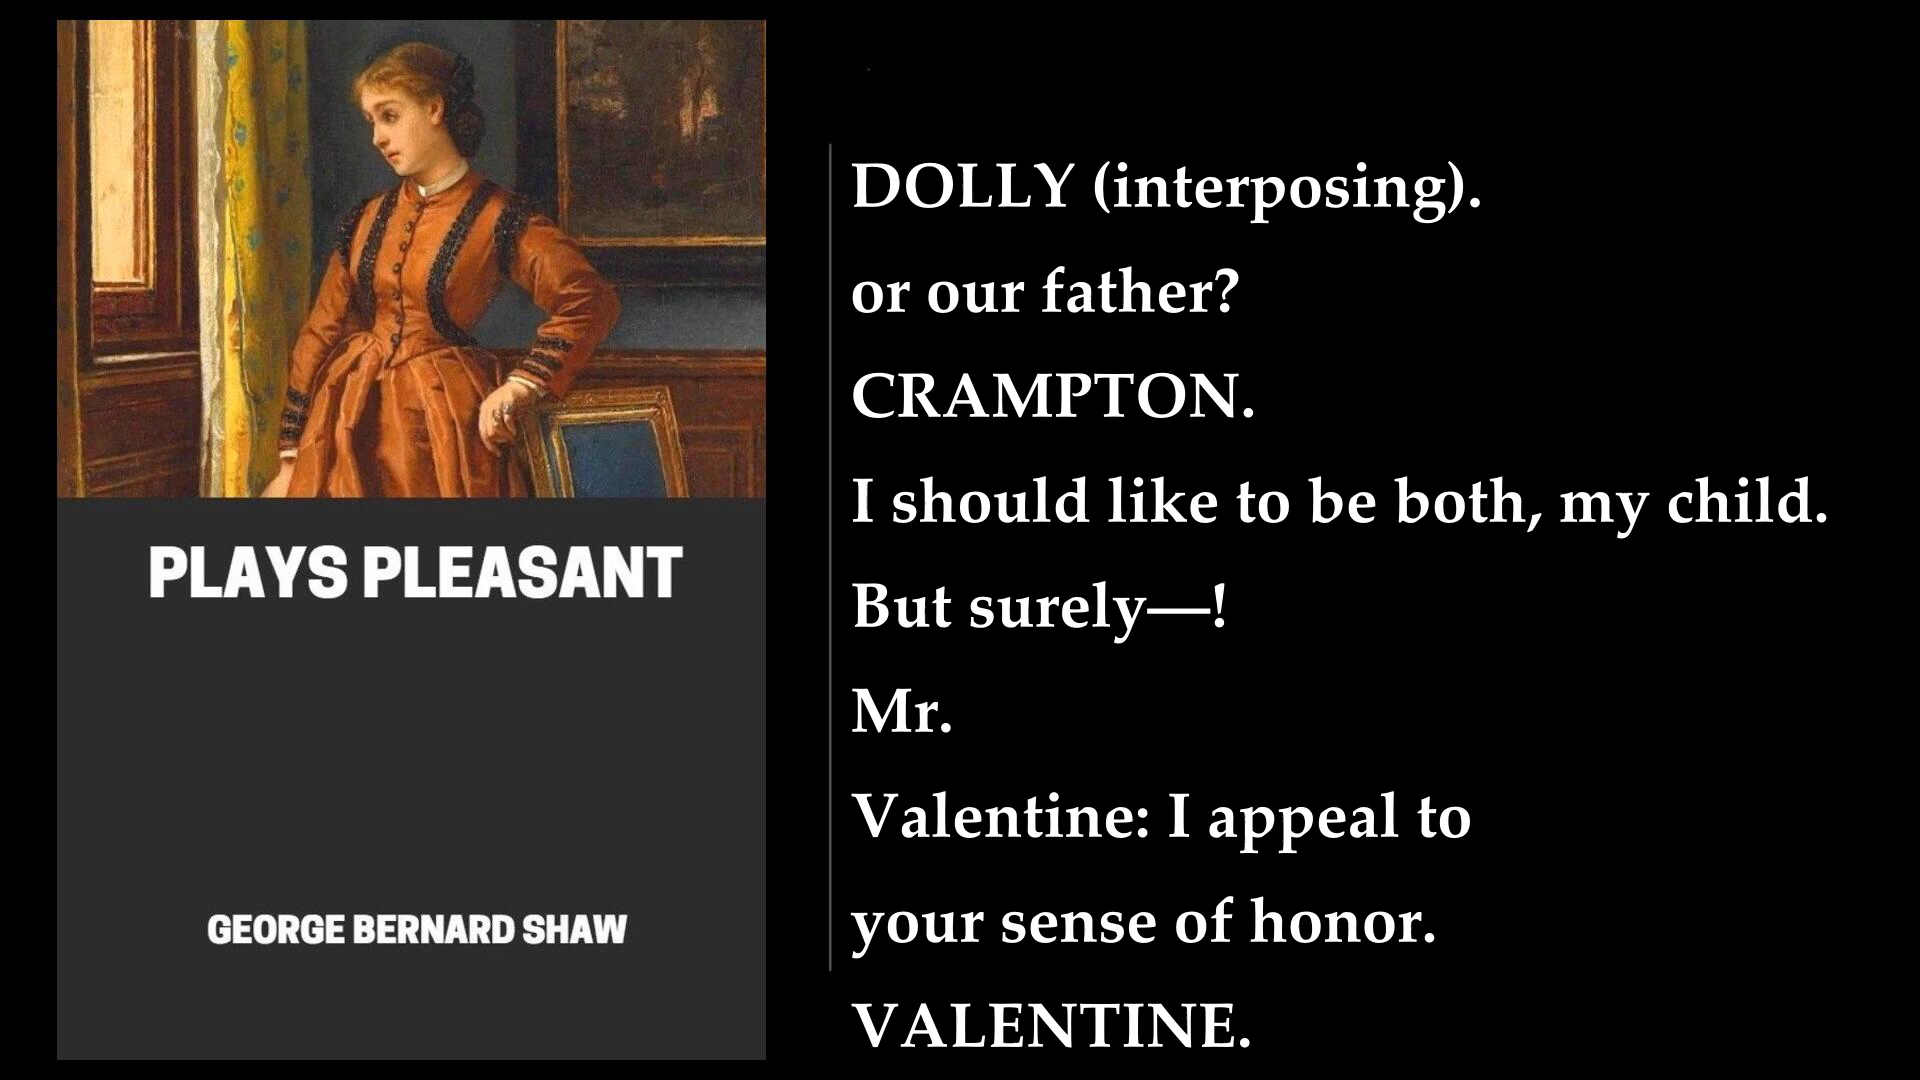 PLAYS PLEASANT
GEORGE BERNARD SHAW
DOLLY (interposing).
or our father?
CRAMPTON.
I should like to be both, my child.
But surely—!
Mr.
Valentine: I appeal to
your sense of honor.
VALENTINE.